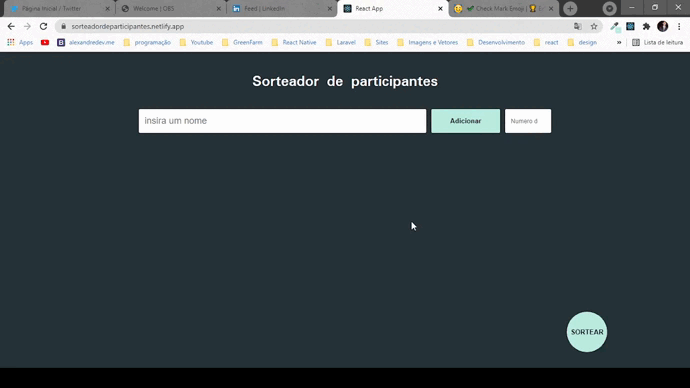 Página Inicial / Twitter
Welcome | OBS
Feed | LinkedIn
React App
Check Mark Emoji |
sorteadordeparticipantes.netlify.app
Apps
alexandredev.me
programação
Youtube
GreenFarm
React Native
Laravel
Sites
Imagens e Vetores
Desenvolvimento
react
design
»
Lista de leitura
Sorteador de participantes
insira um nome
Adicionar
Numero d
SORTEAR